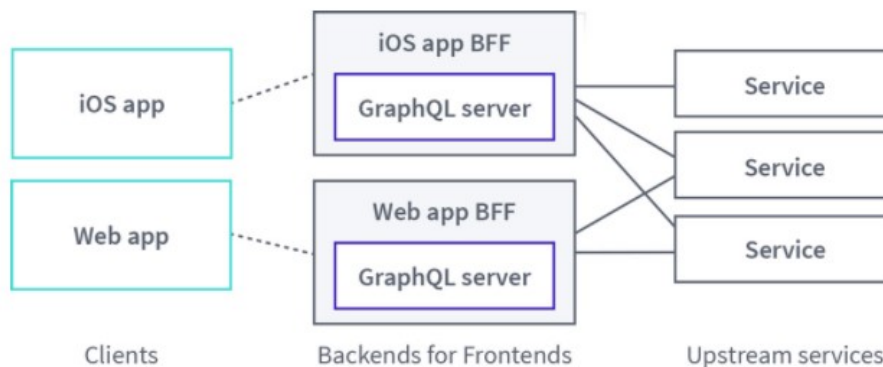 iOS app
Web app
Clients
iOS app BFF
GraphQL server
Web app BFF
GraphQL server
Backends for Frontends
Service
Service
Service
Upstream services